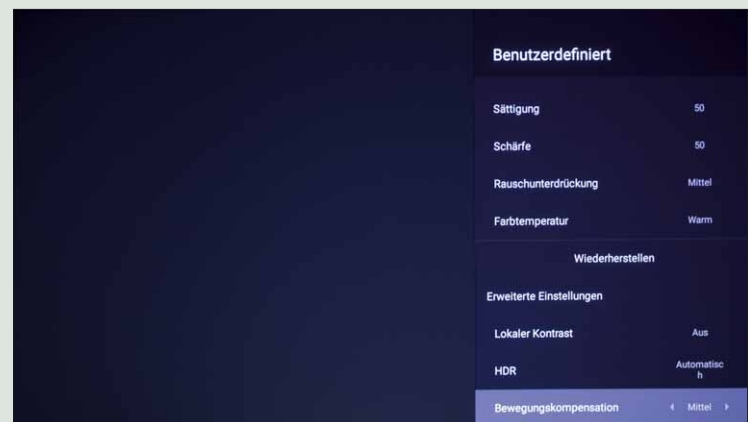 Benutzerdefiniert
Sättigung 50
Schärfe 50
Rauschunterdrückung Mittel
Farbtemperatur Warm
Wiederherstellen
Erweiterte Einstellungen
Lokaler Kontrast Aus
HDR Automatisc
h
Bewegungskompensation Mittel